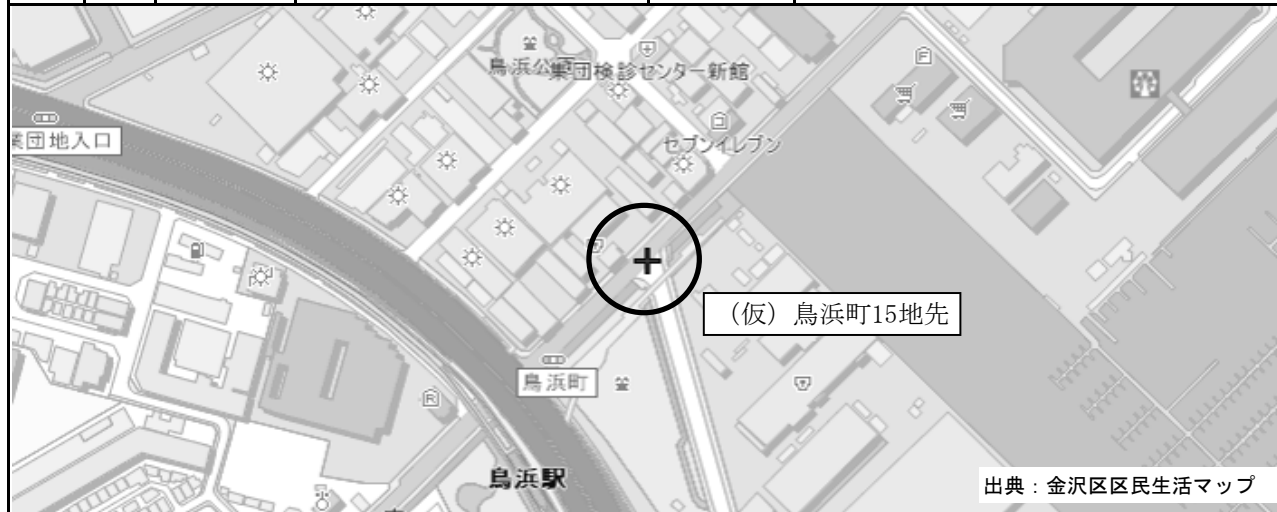 鳥浜公園
集団検診センター新館
業団地入口
セブンイレブン
(仮)鳥浜町15地先
鳥浜町
鳥浜駅
出典:金沢区区民生活マップ